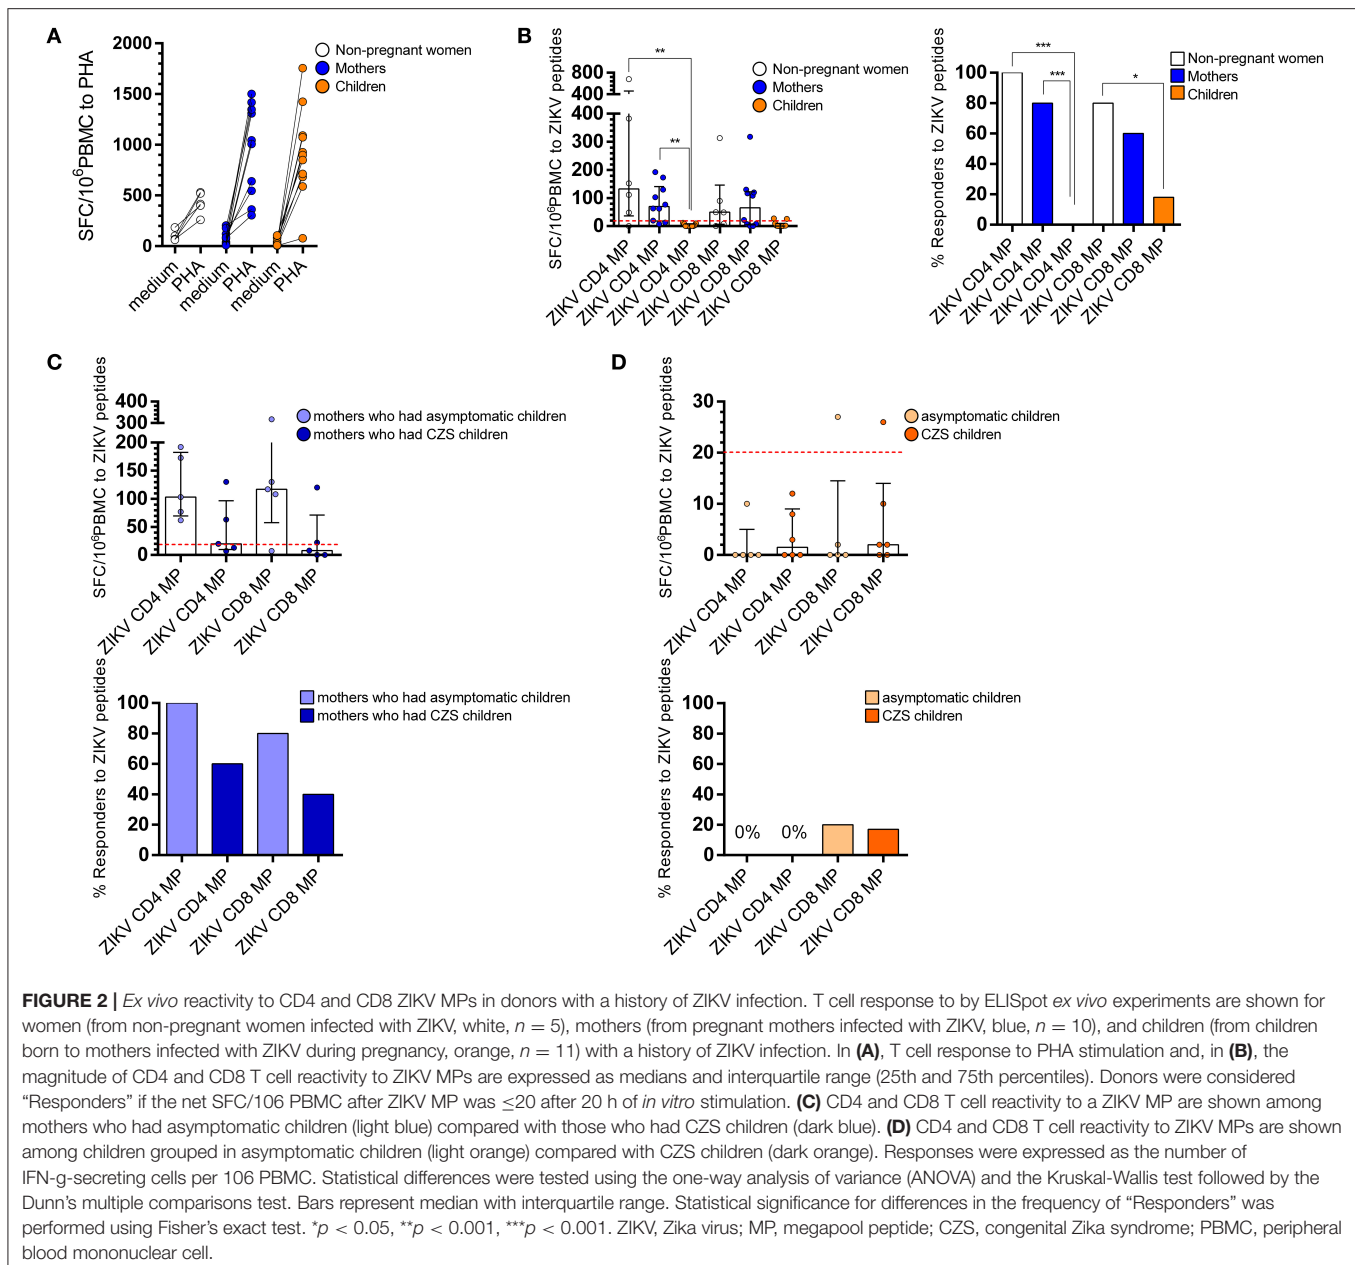 A
SFC/10⁶PBMC to PHA
2000
1500
1000
500
0
medium
PHA
medium
PHA
medium
PHA
Non-pregnant women
Mothers
Children
B
SFC/10⁶PBMC to ZIKV peptides
800
400
400
300
200
100
0
**
**
Non-pregnant women
Mothers
Children
ZIKV CD4 MP
ZIKV CD4 MP
ZIKV CD4 MP
ZIKV CD8 MP
ZIKV CD8 MP
ZIKV CD8 MP
% Responders to ZIKV peptides
100
80
60
40
20
0
***
***
*
Non-pregnant women
Mothers
Children
ZIKV CD4 MP
ZIKV CD4 MP
ZIKV CD4 MP
ZIKV CD8 MP
ZIKV CD8 MP
ZIKV CD8 MP
C
SFC/10⁶PBMC to ZIKV peptides
400
300
200
150
100
50
0
mothers who had asymptomatic children
mothers who had CZS children
ZIKV CD4 MP
ZIKV CD4 MP
ZIKV CD8 MP
ZIKV CD8 MP
% Responders to ZIKV peptides
100
80
60
40
20
0
mothers who had asymptomatic children
mothers who had CZS children
ZIKV CD4 MP
ZIKV CD4 MP
ZIKV CD8 MP
ZIKV CD8 MP
D
SFC/10⁶PBMC to ZIKV peptides
30
20
10
0
asymptomatic children
CZS children
ZIKV CD4 MP
ZIKV CD4 MP
ZIKV CD8 MP
ZIKV CD8 MP
% Responders to ZIKV peptides
100
80
60
40
20
0
0%
0%
asymptomatic children
CZS children
ZIKV CD4 MP
ZIKV CD4 MP
ZIKV CD8 MP
ZIKV CD8 MP
FIGURE 2 | Ex vivo reactivity to CD4 and CD8 ZIKV MPs in donors with a history of ZIKV infection. T cell response to by ELISpot ex vivo experiments are shown for
women (from non-pregnant women infected with ZIKV, white, n = 5), mothers (from pregnant mothers infected with ZIKV, blue, n = 10), and children (from children
born to mothers infected with ZIKV during pregnancy, orange, n = 11) with a history of ZIKV infection. In (A), T cell response to PHA stimulation and, in (B), the
magnitude of CD4 and CD8 T cell reactivity to ZIKV MPs are expressed as medians and interquartile range (25th and 75th percentiles). Donors were considered
“Responders” if the net SFC/106 PBMC after ZIKV MP was ≤20 after 20 h of in vitro stimulation. (C) CD4 and CD8 T cell reactivity to a ZIKV MP are shown among
mothers who had asymptomatic children (light blue) compared with those who had CZS children (dark blue). (D) CD4 and CD8 T cell reactivity to ZIKV MPs are shown
among children grouped in asymptomatic children (light orange) compared with CZS children (dark orange). Responses were expressed as the number of
IFN-g-secreting cells per 106 PBMC. Statistical differences were tested using the one-way analysis of variance (ANOVA) and the Kruskal-Wallis test followed by the
Dunn’s multiple comparisons test. Bars represent median with interquartile range. Statistical significance for differences in the frequency of “Responders” was
performed using Fisher’s exact test. *p < 0.05, **p < 0.001, ***p < 0.001. ZIKV, Zika virus; MP, megapool peptide; CZS, congenital Zika syndrome; PBMC, peripheral
blood mononuclear cell.